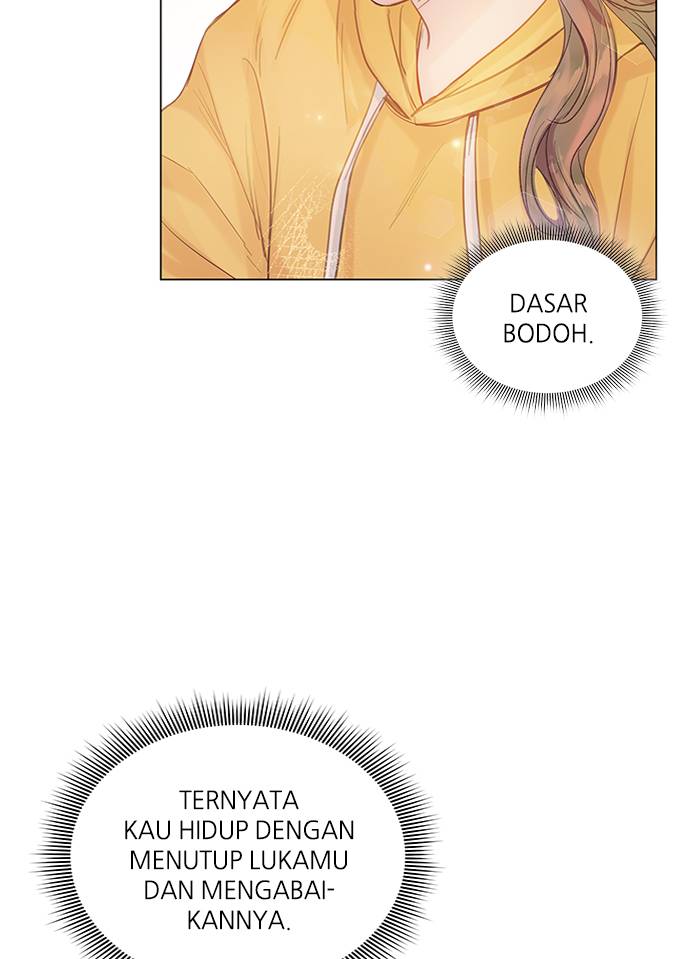 DASAR
BODOH.
TERNYATA
KAU HIDUP DENGAN
MENUTUP LUKAMU
DAN MENGABAI-
KANNYA.